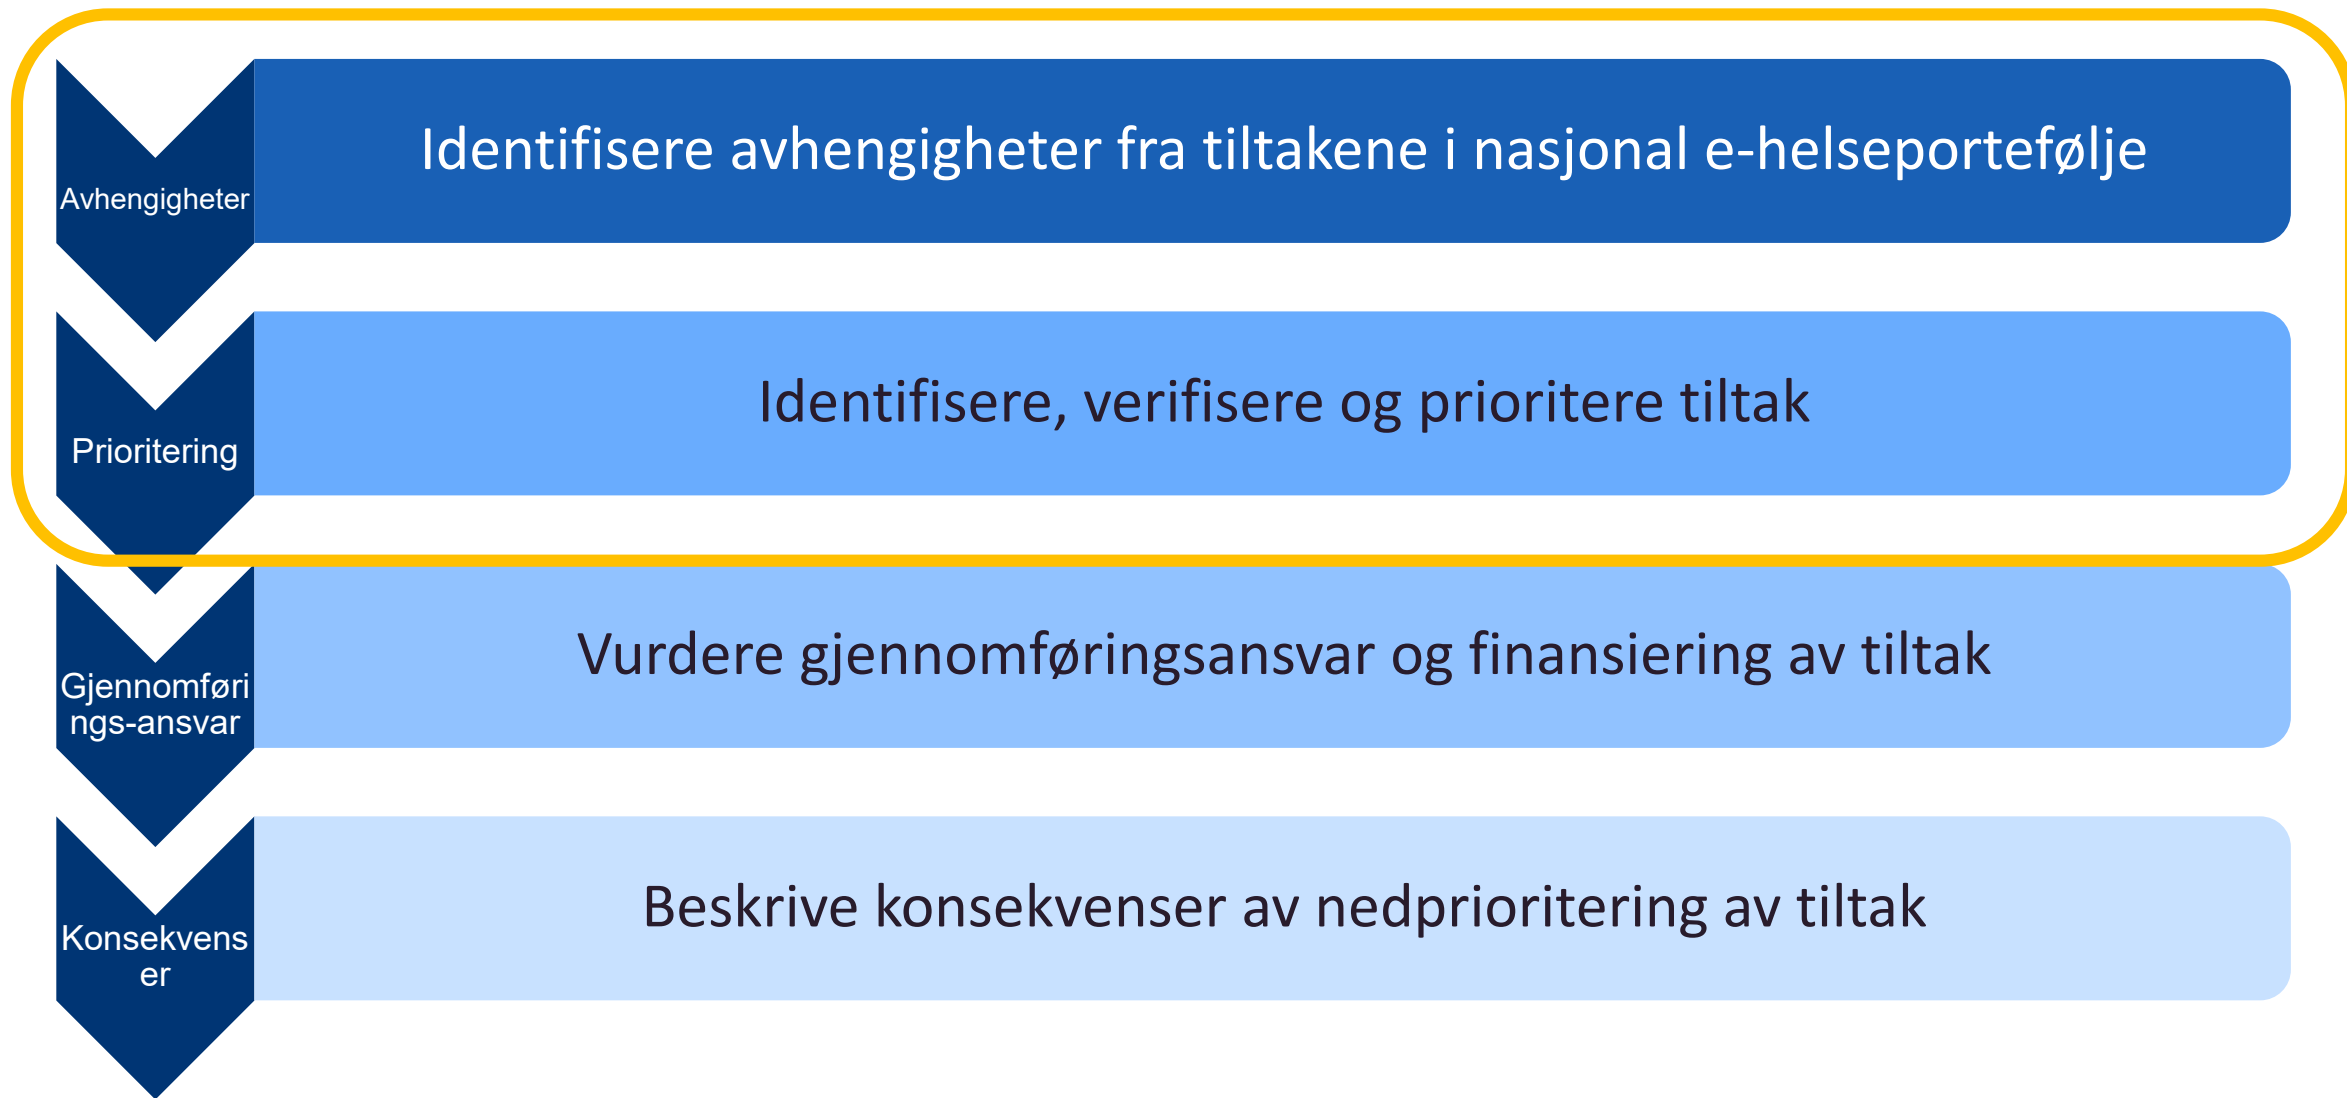 Avhengigheter
Identifisere avhengigheter fra tiltakene i nasjonal e-helseportefølje
Prioritering
Identifisere, verifisere og prioritere tiltak
Gjennomføri
ngs-ansvar
Vurdere gjennomføringsansvar og finansiering av tiltak
Konsekvens
er
Beskrive konsekvenser av nedprioritering av tiltak